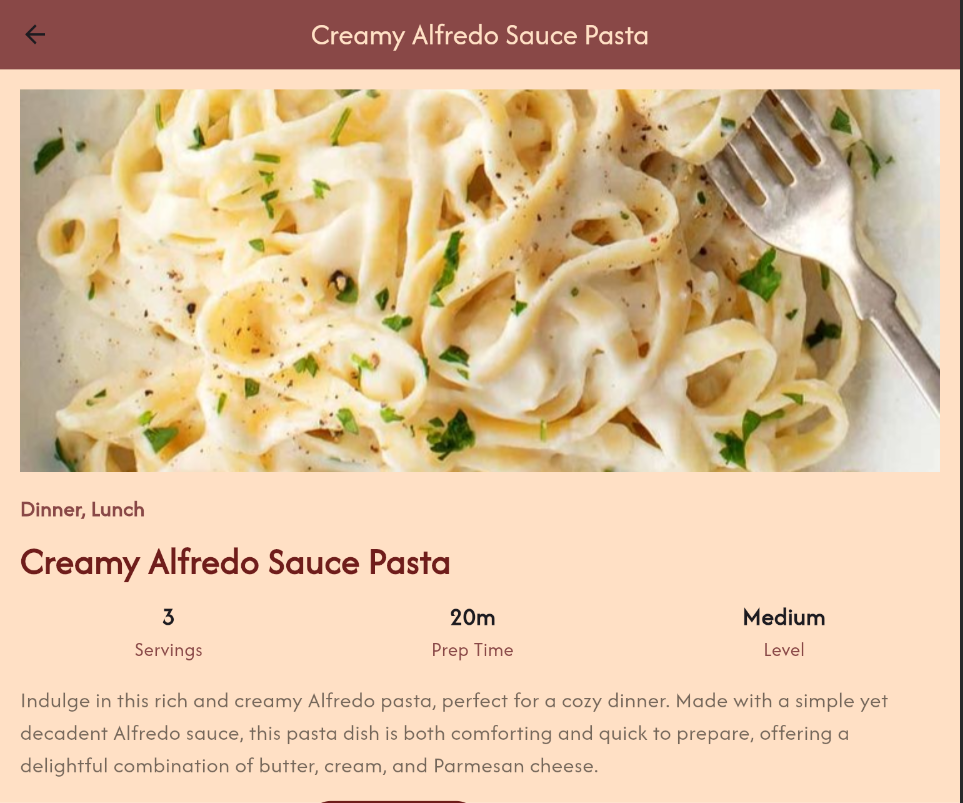 Creamy Alfredo Sauce Pasta
Dinner, Lunch
Creamy Alfredo Sauce Pasta
3
Servings
20m
Prep Time
Medium
Level
Indulge in this rich and creamy Alfredo pasta, perfect for a cozy dinner. Made with a simple yet
decadent Alfredo sauce, this pasta dish is both comforting and quick to prepare, offering a
delightful combination of butter, cream, and Parmesan cheese.